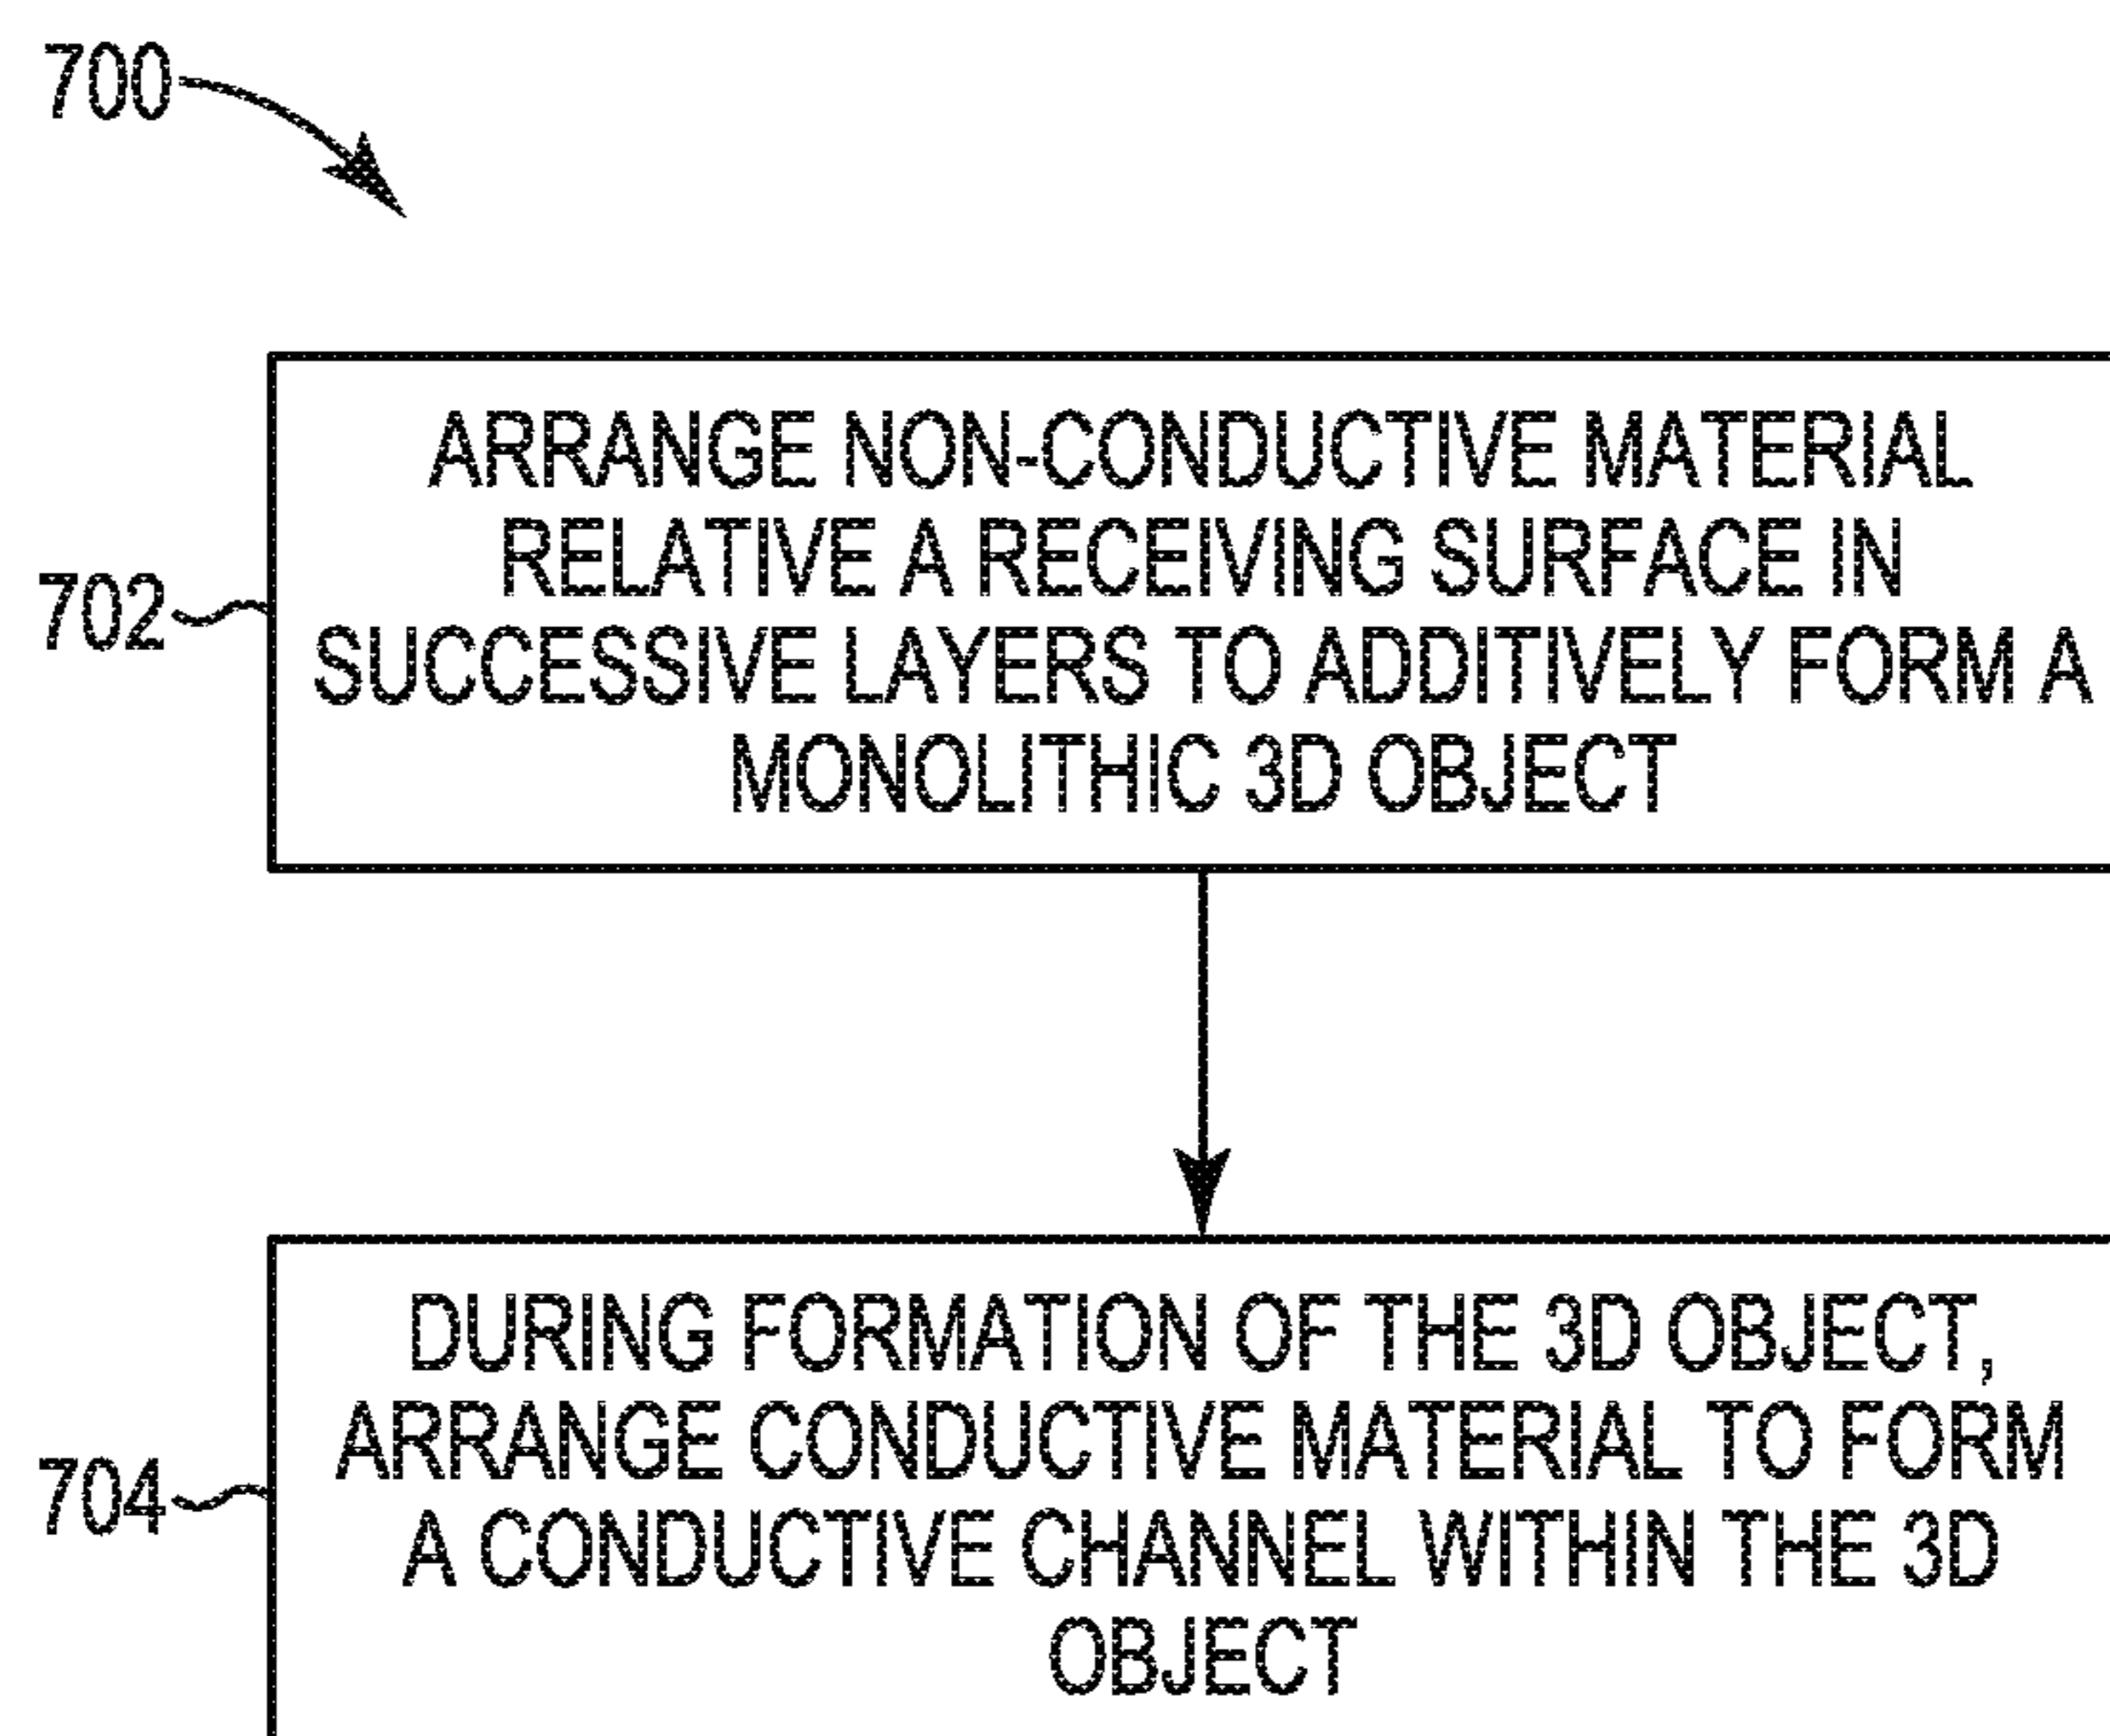 700
ARRANGE NON-CONDUCTIVE MATERIAL
RELATIVE A RECEIVING SURFACE IN
702
SUCCESSIVE LAYERS TO ADDITIVELY FORM A
MONOLITHIC 3D OBJECT
DURING FORMATION OF THE 3D OBJECT,
ARRANGE CONDUCTIVE MATERIAL TO FORM
704
A CONDUCTIVE CHANNEL WITHIN THE 3D
OBJECT